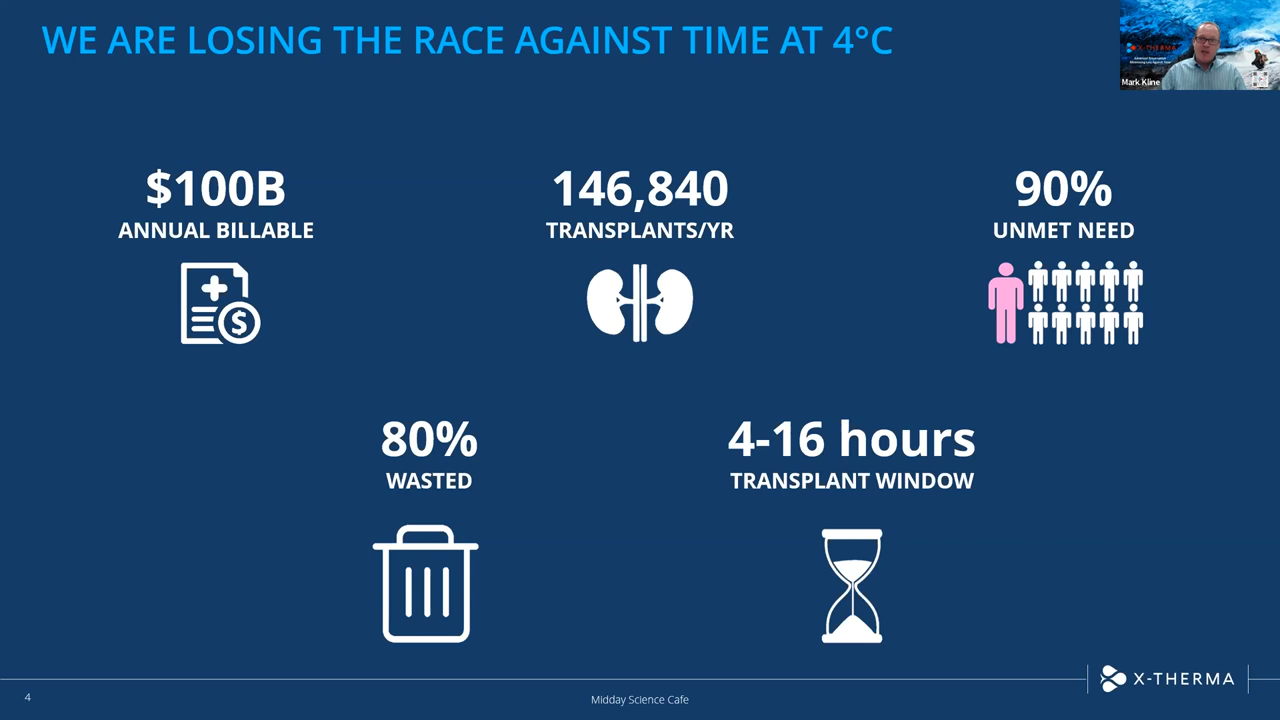 WE ARE LOSING THE RACE AGAINST TIME AT 4°C
X-THERMA
Mark Kline
$100B
ANNUAL BILLABLE
$
146,840
TRANSPLANTS/YR
90%
UNMET NEED
80%
WASTED
4-16 hours
TRANSPLANT WINDOW
4
Midday Science Cafe
X-THERMA